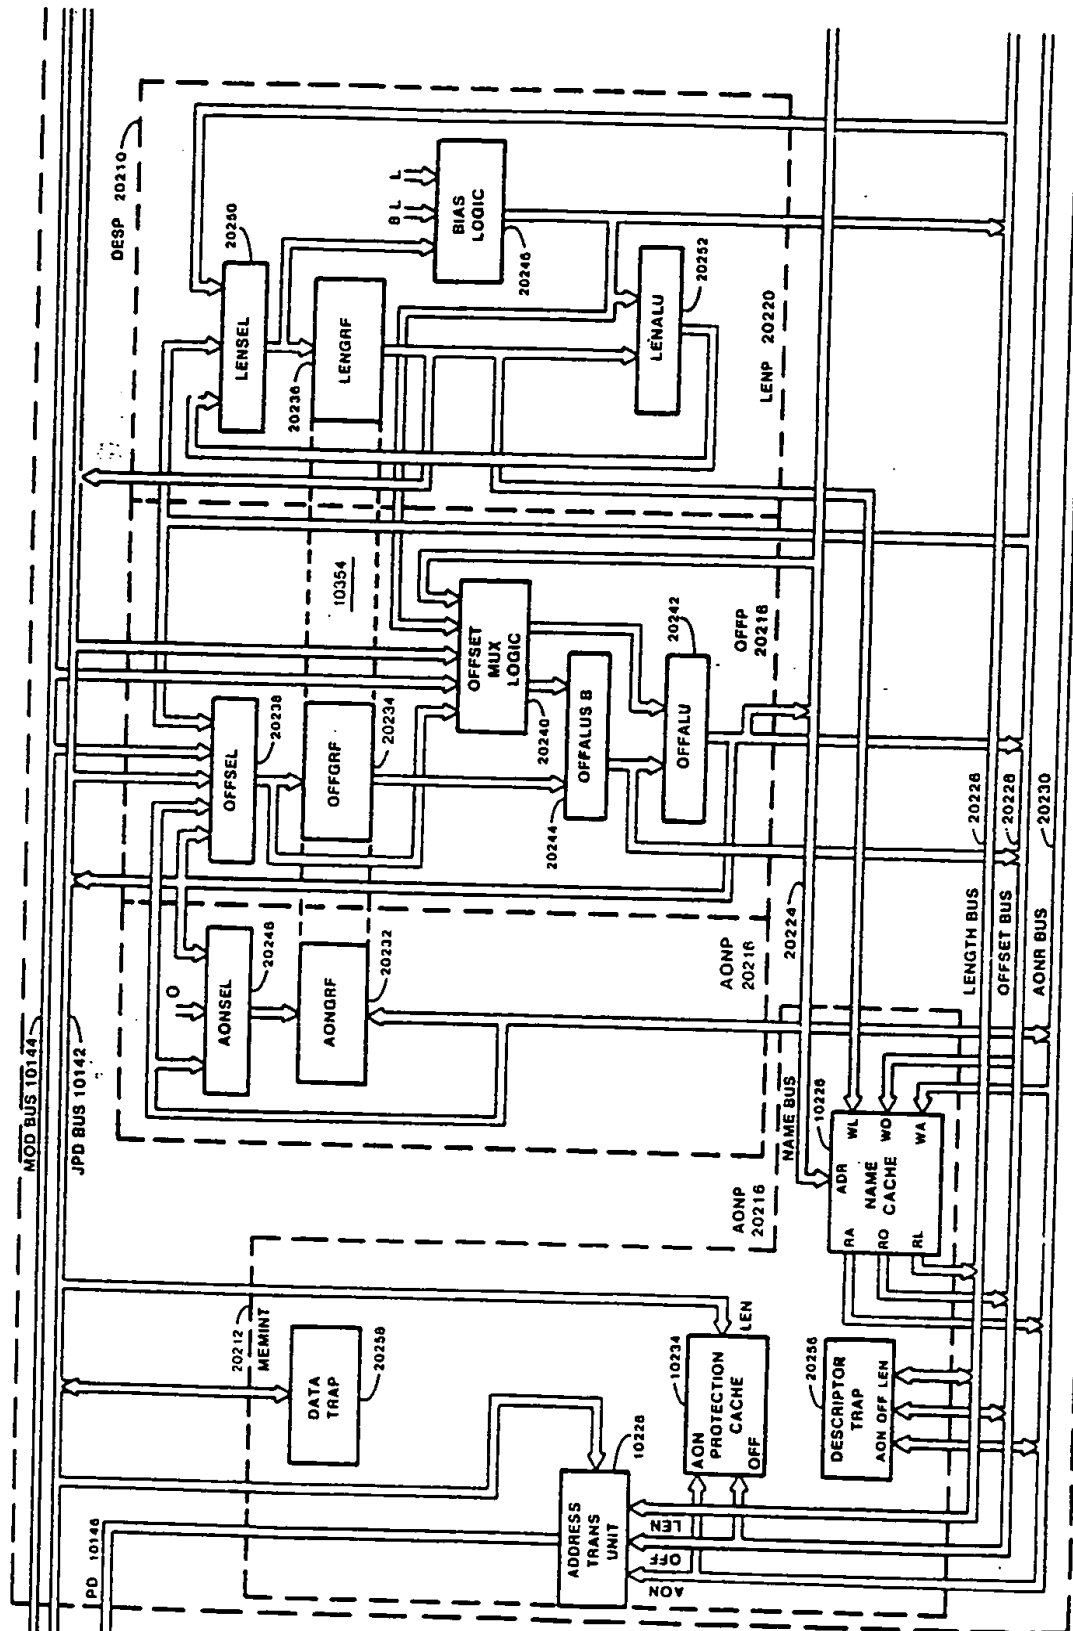 MOD BUS 10144
JPD BUS 10142
PD 10146
DESP 20210
20250
LENSEL
20236
LENGRF
B L
L
BIAS
LOGIC
20246
LENALU
20252
LENP 20220
10354
20238
OFFSEL
OFFGRF
20234
OFFSET
MUX
LOGIC
20240
OFFALUS B
20244
20242
OFFALU
OFFP
20218
O
AONSEL
20248
AONGRF
20232
AONP
20216
20224
LENGTH BUS
20226
OFFSET BUS
20228
AONR BUS
20230
NAME BUS
10226
ADR
NAME
CACHE
WL
WO
WA
RA
RO
RL
AONP
20216
20212
MEMINT
DATA
TRAP
20258
10234
LEN
AON
PROTECTION
CACHE
OFF
20256
DESCRIPTOR
TRAP
AON OFF LEN
10228
ADDRESS
TRANS
UNIT
LEN
OFF
AON